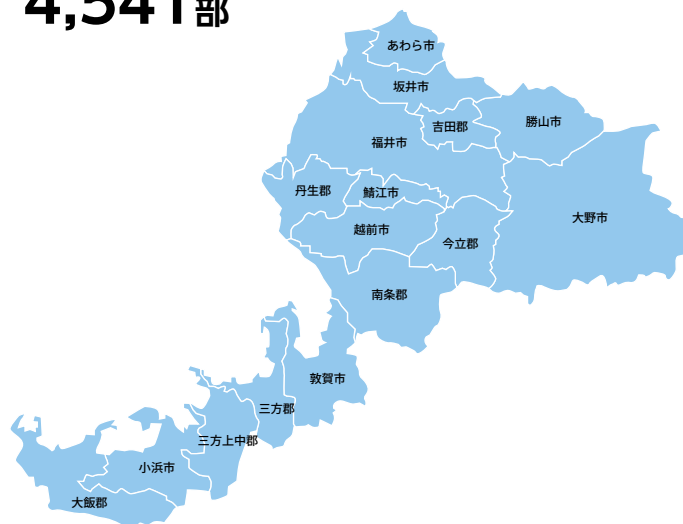 4,541部
あわら市
坂井市
吉田郡
勝山市
福井市
丹生郡
鯖江市
大野市
越前市
今立郡
南条郡
敦賀市
三方郡
三方上中郡
小浜市
大飯郡